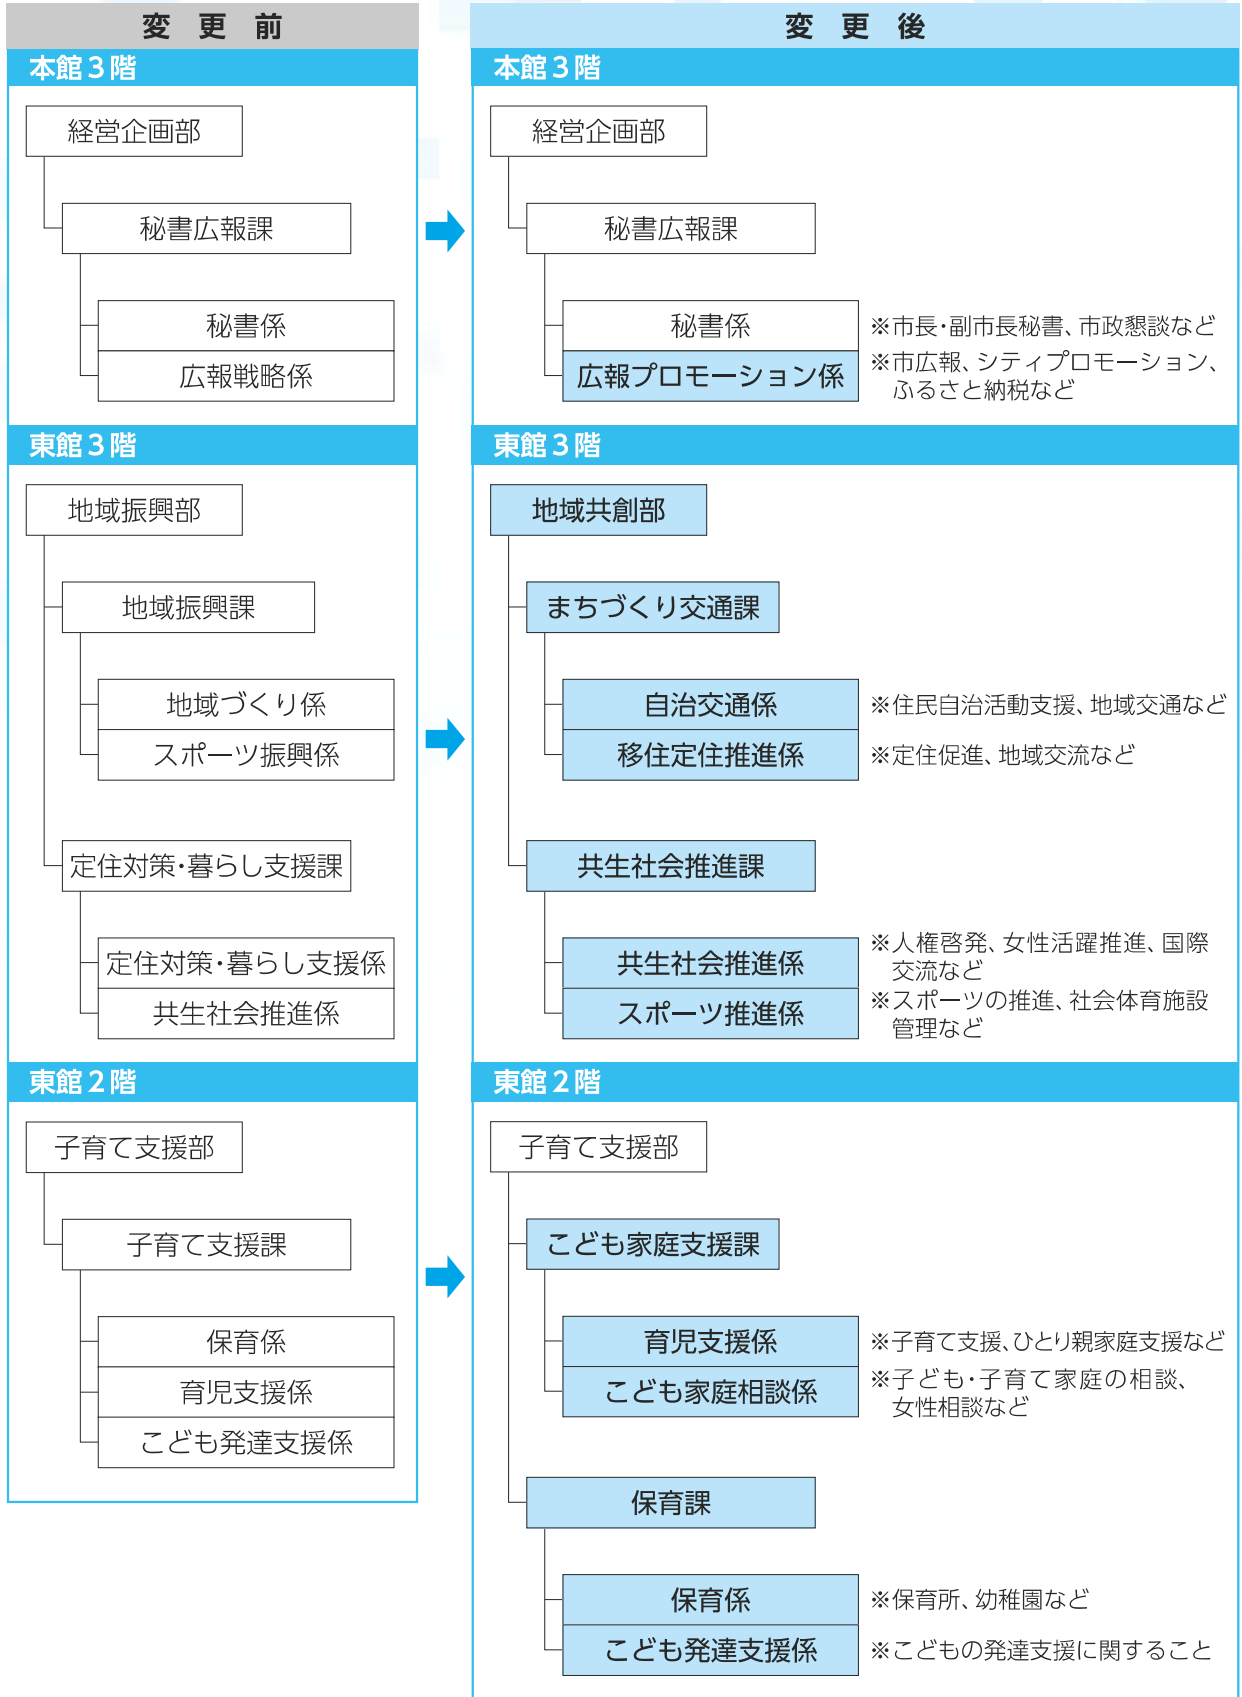 変更前
本館3階
経営企画部
秘書広報課
秘書係
広報戦略係
東館3階
地域振興部
地域振興課
地域づくり係
スポーツ振興係
定住対策・暮らし支援課
定住対策・暮らし支援係
共生社会推進係
東館2階
子育て支援部
子育て支援課
保育係
育児支援係
こども発達支援係
変更後
本館3階
経営企画部
秘書広報課
秘書係
※市長・副市長秘書、市政懇談など
広報プロモーション係
※市広報、シティプロモーション、
ふるさと納税など
東館3階
地域共創部
まちづくり交通課
自治交通係
※住民自治活動支援、地域交通など
移住定住推進係
※定住促進、地域交流など
共生社会推進課
共生社会推進係
※人権啓発、女性活躍推進、国際
交流など
スポーツ推進係
※スポーツの推進、社会体育施設
管理など
東館2階
子育て支援部
こども家庭支援課
育児支援係
※子育て支援、ひとり親家庭支援など
こども家庭相談係
※子ども・子育て家庭の相談、
女性相談など
保育課
保育係
※保育所、幼稚園など
こども発達支援係
※こどもの発達支援に関すること